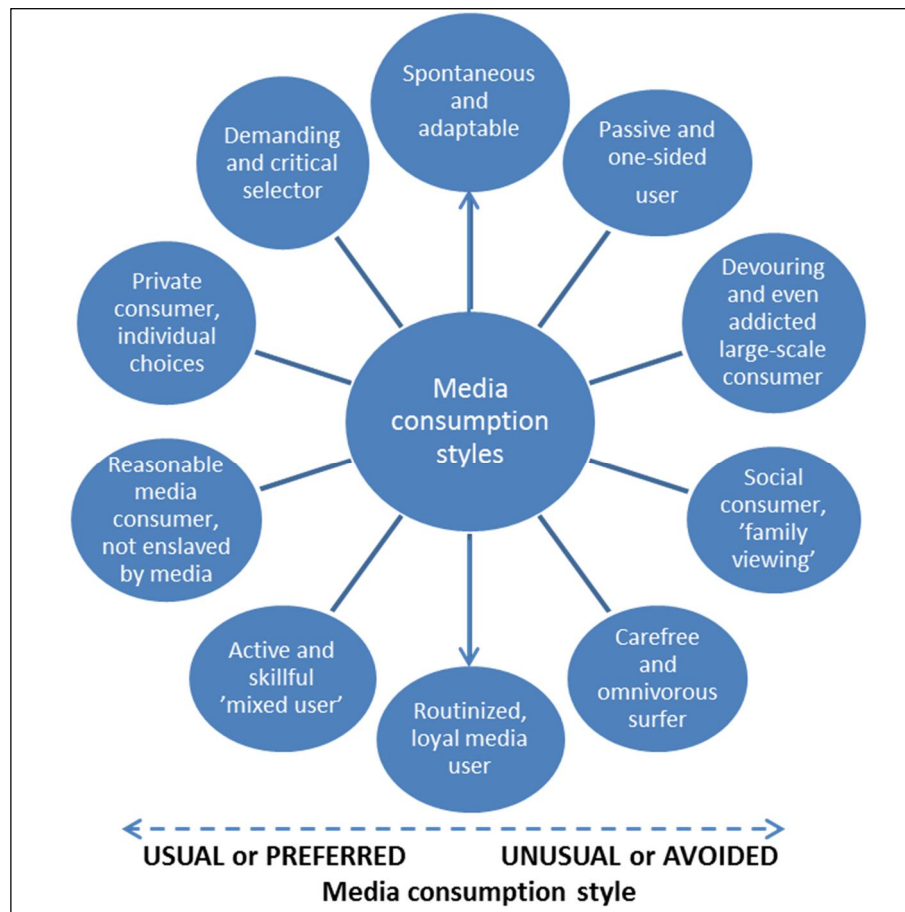 Spontaneous
and
adaptable
Passive and
one-sided
user
Devouring
and even
addicted
large-scale
consumer
Social
consumer,
’family
viewing’
Carefree
and
omnivorous
surfer
Routinized,
loyal media
user
Active and
skillful
’mixed user’
Reasonable
media
consumer,
not enslaved
by media
Private
consumer,
individual
choices
Demanding
and critical
selector
Media
consumption
styles
USUAL or PREFERRED UNUSUAL or AVOIDED
Media consumption style